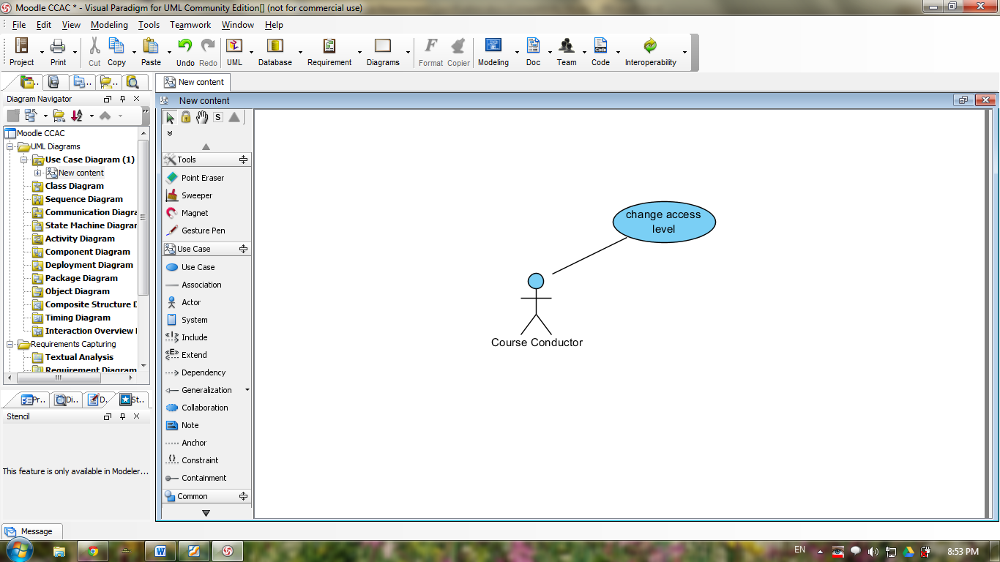 Moodle CCAC * - Visual Paradigm for UML Community Edition[] (not for commercial use)
File Edit View Modeling Tools Teamwork Window Help
Project Print Cut Copy Paste Undo Redo UML Database Requirement Diagrams Format Copier Modeling Doc Team Code Interoperability
New content
Diagram Navigator
New content
S
Moodle CCAC
UML Diagrams
Use Case Diagram (1)
New content
Class Diagram
Sequence Diagram
Communication Diagra
State Machine Diagrar
Activity Diagram
Component Diagram
Deployment Diagram
Package Diagram
Object Diagram
Composite Structure D
Timing Diagram
Interaction Overview
Requirements Capturing
Textual Analysis
Requirement Diagram
Pr.. Di.. D. St..
Stencil
This feature is only available in Modeler...
Tools
Point Eraser
Sweeper
Magnet
Gesture Pen
Use Case
Use Case
Association
Actor
System
Include
Extend
Dependency
Generalization
Collaboration
Note
Anchor
Constraint
Containment
Common
change access
level
Course Conductor
Message
EN 8:53 PM